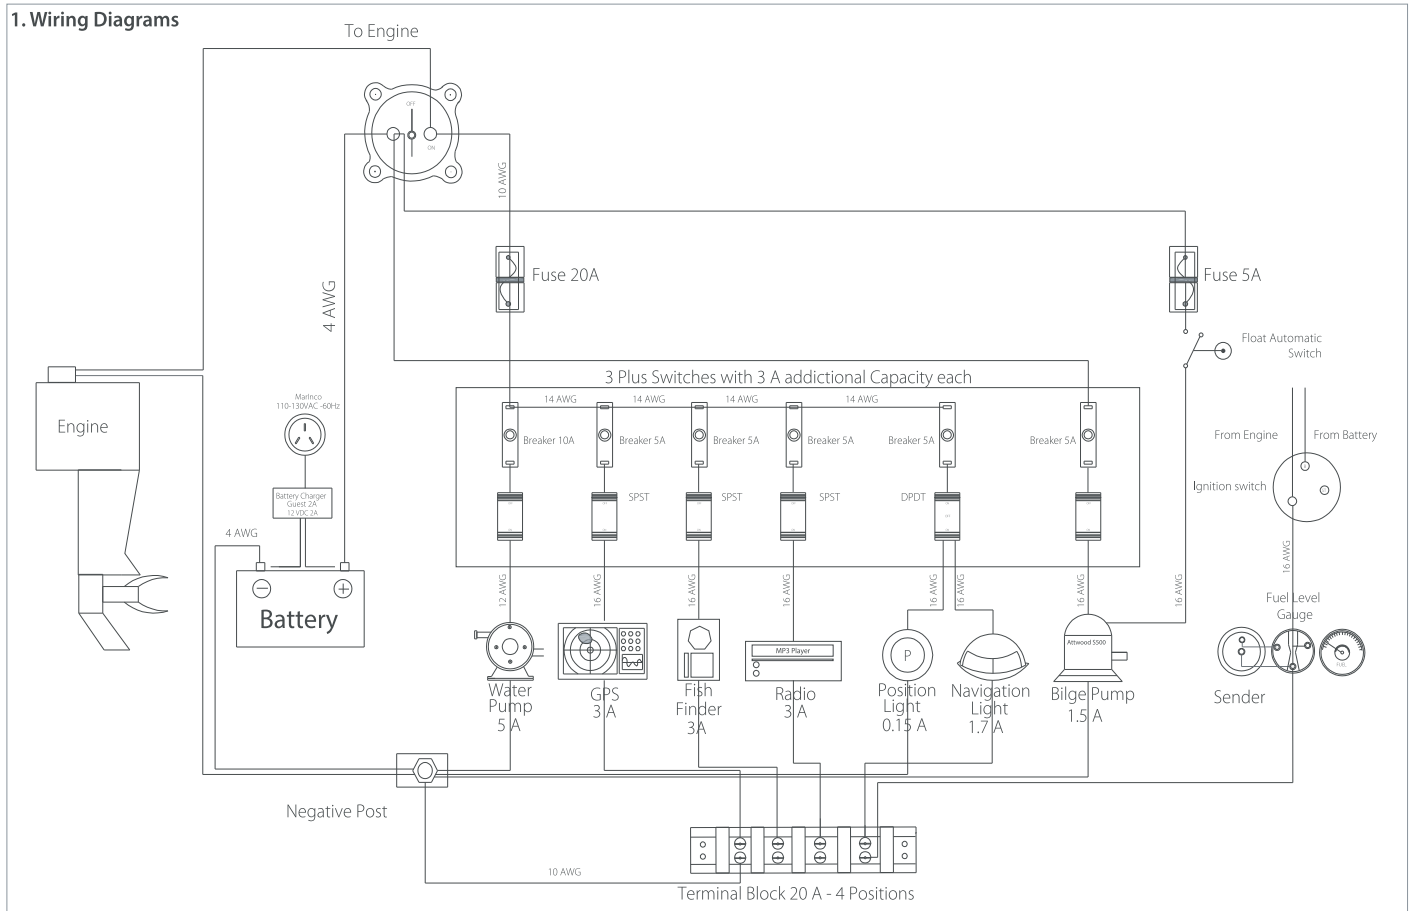 1. Wiring Diagrams
To Engine
OFF
ON
10 AWG
4 AWG
Fuse 20A
Fuse 5A
Float Automatic
Switch
3 Plus Switches with 3 A addictional Capacity each
14 AWG
14 AWG
14 AWG
14 AWG
Marinco
110-130VAC -60Hz
Engine
Breaker 10A
Breaker 5A
Breaker 5A
Breaker 5A
Breaker 5A
Breaker 5A
From Engine
From Battery
Ignition switch
Battery Charger
Guest 2A
12 VDC 2A
SPST
SPST
SPST
DPDT
4 AWG
12 AWG
16 AWG
16 AWG
16 AWG
16 AWG
16 AWG
16 AWG
16 AWG
16 AWG
Battery
Fuel Level
Gauge
MP3 Player
P
Attwood S500
FUEL
Water
Pump
5 A
GPS
3 A
Fish
Finder
3A
Radio
3 A
Position
Light
0.15 A
Navigation
Light
1.7 A
Bilge Pump
1.5 A
Sender
Negative Post
10 AWG
Terminal Block 20 A - 4 Positions